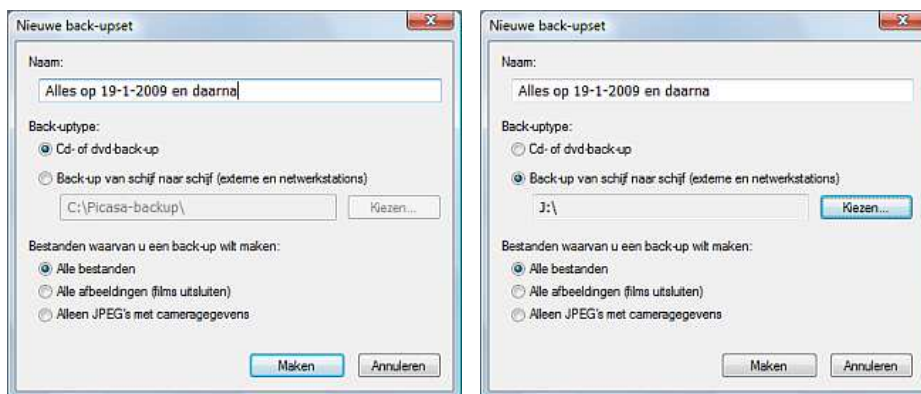 Nieuwe back-upset
Naam:
Alles op 19-1-2009 en daarna
Back-uptype:
Cd- of dvd-back-up
Back-up van schijf naar schijf (externe en netwerkstations)
C:\Picasa-backup\
Kiezen...
Bestanden waarvan u een back-up wilt maken:
Alle bestanden
Alle afbeeldingen (films uitsluiten)
Alleen JPEG's met cameragegevens
Maken
Annuleren
Nieuwe back-upset
Naam:
Alles op 19-1-2009 en daarna
Back-uptype:
Cd- of dvd-back-up
Back-up van schijf naar schijf (externe en netwerkstations)
J:\
Kiezen...
Bestanden waarvan u een back-up wilt maken:
Alle bestanden
Alle afbeeldingen (films uitsluiten)
Alleen JPEG's met cameragegevens
Maken
Annuleren